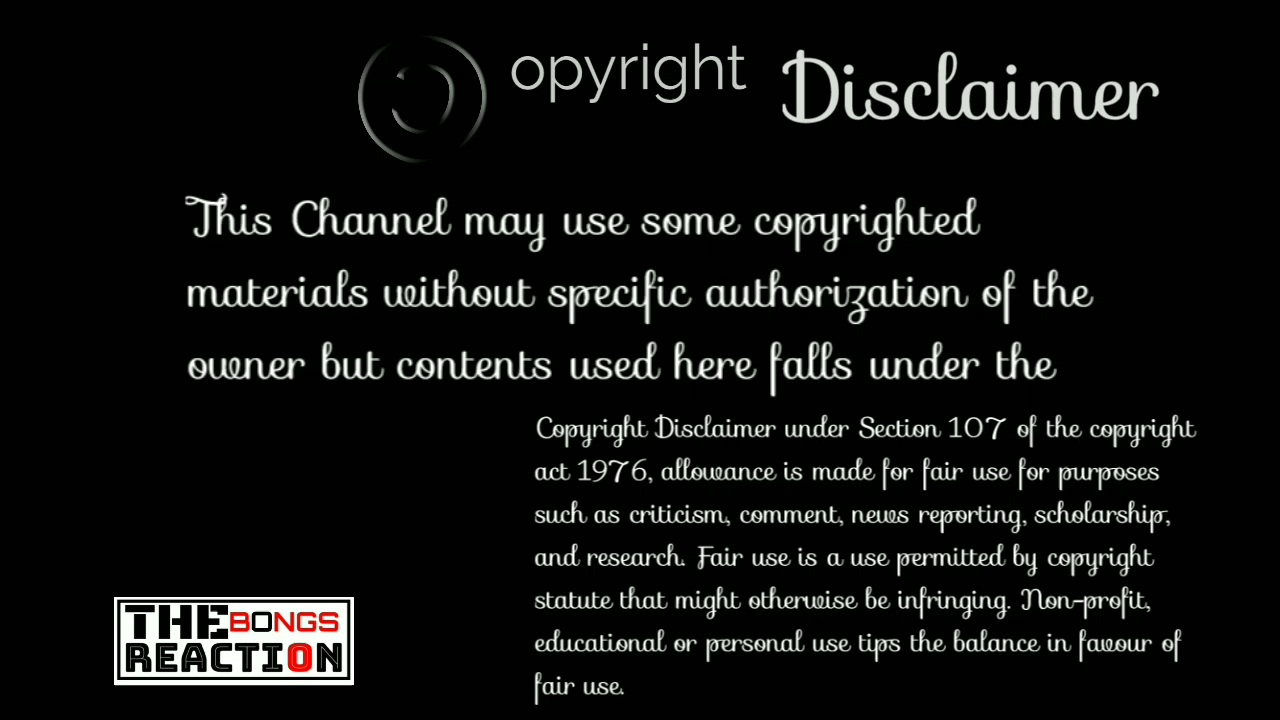 opyright Disclaimer
This Channel may use some copyrighted
materials without specific authorization of the
owner but contents used here falls under the
Copyright Disclaimer under Section 107 of the copyright
act 1976, allowance is made for fair use for purposes
such as criticism, comment, news reporting, scholarship,
and research. Fair use is a use permitted by copyright
statute that might otherwise be infringing. Non-profit,
educational or personal use tips the balance in favour of
fair use.
THE BONGS
REACTION